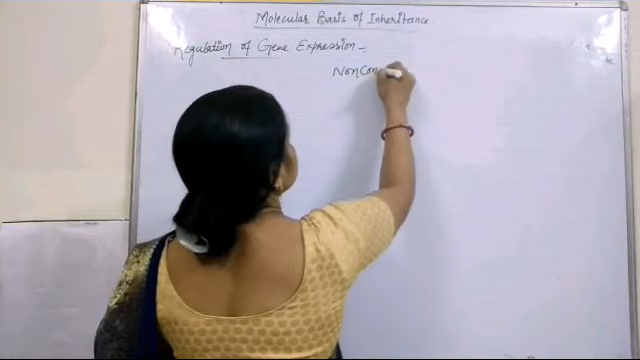 Molecular Basis of Inheritance.
Regulation of Gene Expression -
NonCon